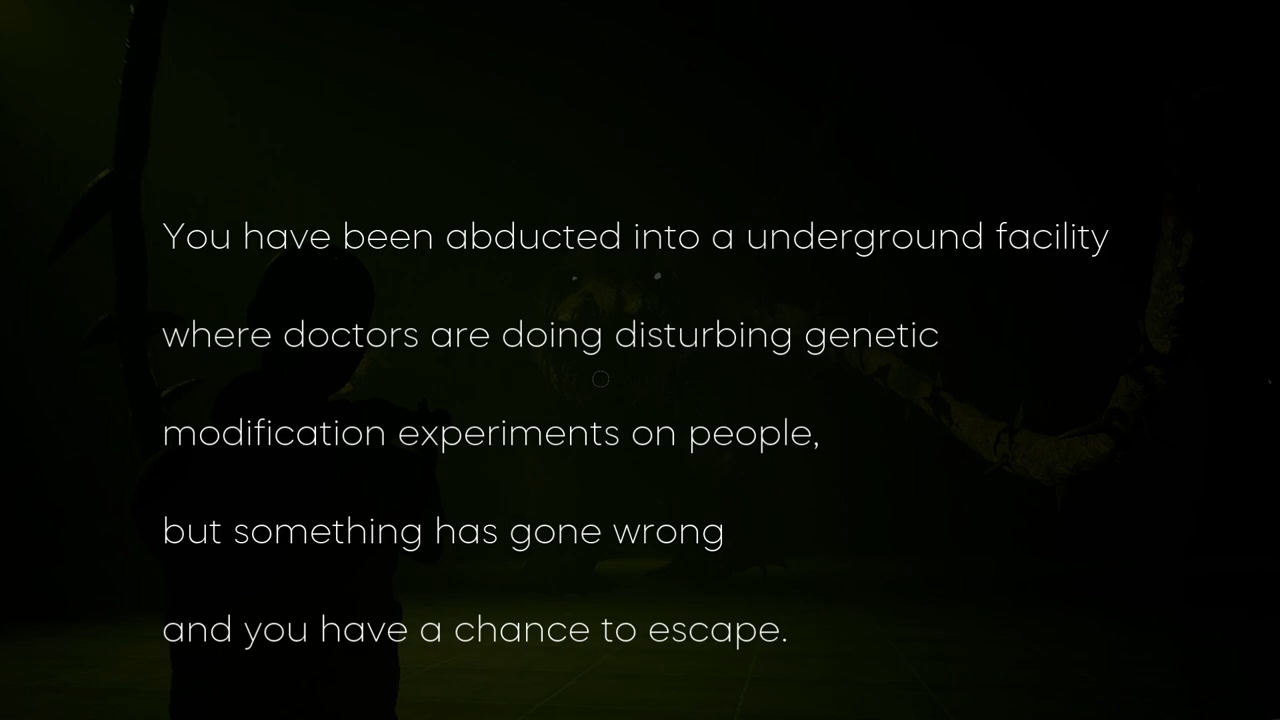 You have been abducted into a underground facility
where doctors are doing disturbing genetic
modification experiments on people,
but something has gone wrong
and you have a chance to escape.